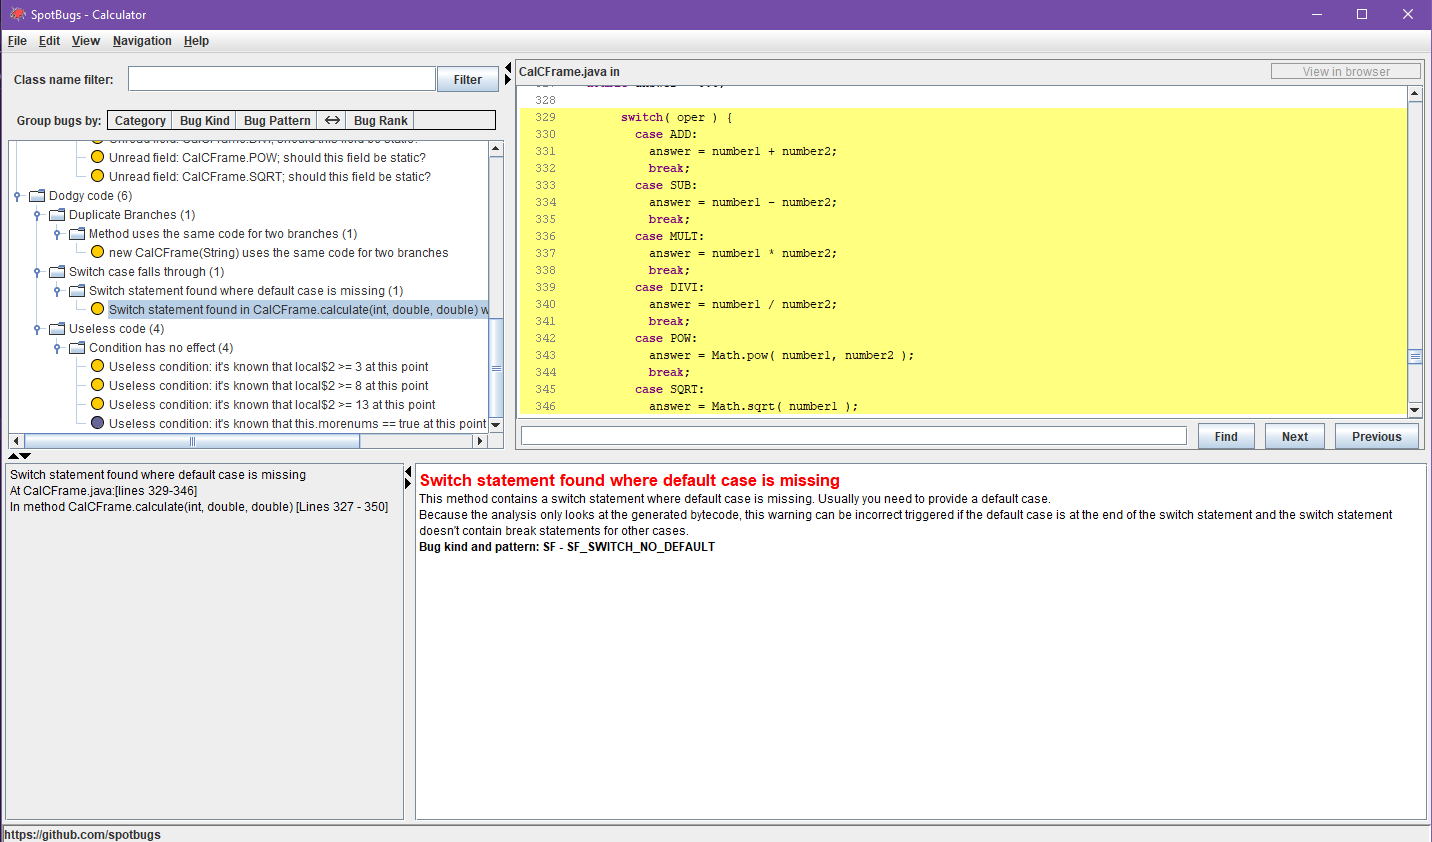 SpotBugs - Calculator
File Edit View Navigation Help
Class name filter:
Filter
Group bugs by: Category Bug Kind Bug Pattern ↔ Bug Rank
Unread field: CalCFrame.DIVI; should this field be static?
Unread field: CalCFrame.POW; should this field be static?
Unread field: CalCFrame.SQRT; should this field be static?
Dodgy code (6)
Duplicate Branches (1)
Method uses the same code for two branches (1)
new CalCFrame(String) uses the same code for two branches
Switch case falls through (1)
Switch statement found where default case is missing (1)
Switch statement found in CalCFrame.calculate(int, double, double) w
Useless code (4)
Condition has no effect (4)
Useless condition: it's known that local$2 >= 3 at this point
Useless condition: it's known that local$2 >= 8 at this point
Useless condition: it's known that local$2 >= 13 at this point
Useless condition: it's known that this.morenums == true at this point
CalCFrame.java in
View in browser
328
329 switch( oper ) {
330 case ADD:
331 answer = number1 + number2;
332 break;
333 case SUB:
334 answer = number1 - number2;
335 break;
336 case MULT:
337 answer = number1 * number2;
338 break;
339 case DIVI:
340 answer = number1 / number2;
341 break;
342 case POW:
343 answer = Math.pow( number1, number2 );
344 break;
345 case SQRT:
346 answer = Math.sqrt( number1 );
Find Next Previous
Switch statement found where default case is missing
At CalCFrame.java:[lines 329-346]
In method CalCFrame.calculate(int, double, double) [Lines 327 - 350]
Switch statement found where default case is missing
This method contains a switch statement where default case is missing. Usually you need to provide a default case.
Because the analysis only looks at the generated bytecode, this warning can be incorrect triggered if the default case is at the end of the switch statement and the switch statement
doesn't contain break statements for other cases.
Bug kind and pattern: SF - SF_SWITCH_NO_DEFAULT
https://github.com/spotbugs